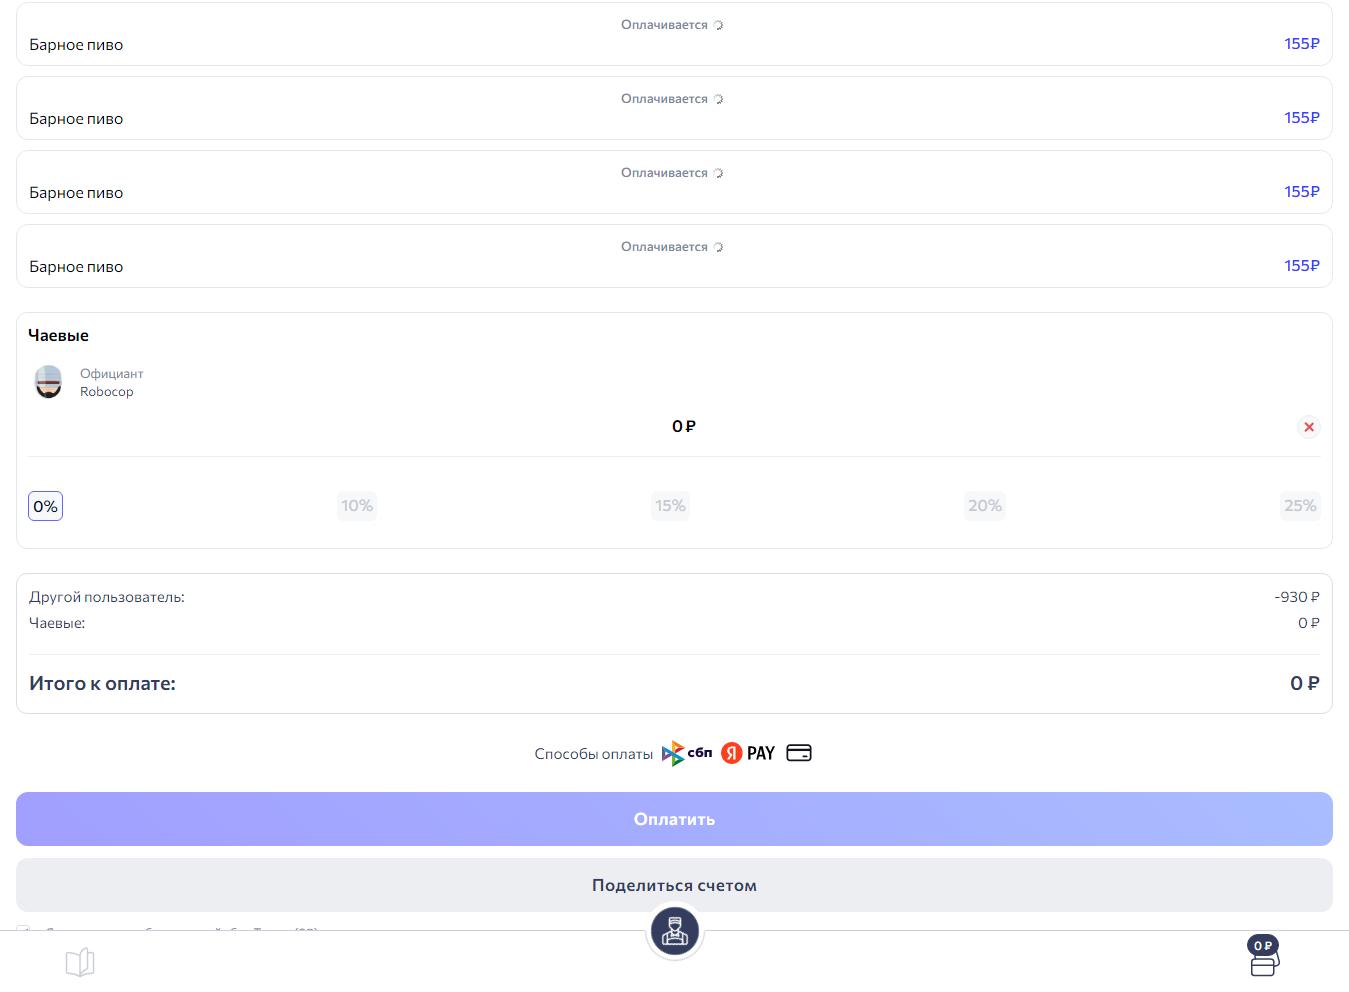 Оплачивается
Барное пиво 155₽
Оплачивается
Барное пиво 155₽
Оплачивается
Барное пиво 155₽
Оплачивается
Барное пиво 155₽
Чаевые
Официант
Robocop
0 ₽
0% 10% 15% 20% 25%
Другой пользователь: -930 ₽
Чаевые: 0 ₽
Итого к оплате: 0 ₽
Способы оплаты сбп Я PAY
Оплатить
Поделиться счетом
0 ₽